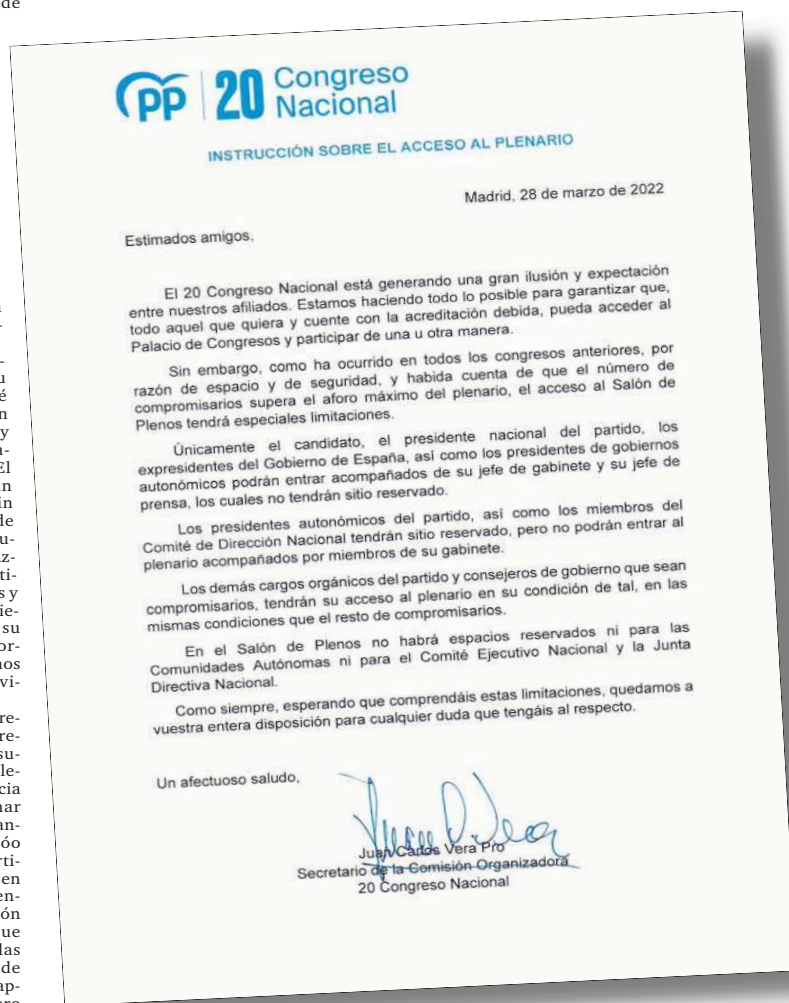 de
PP | 20 Congreso
Nacional
INSTRUCCIÓN SOBRE EL ACCESO AL PLENARIO
Madrid, 28 de marzo de 2022
Estimados amigos,
El 20 Congreso Nacional está generando una gran ilusión y expectación
entre nuestros afiliados. Estamos haciendo todo lo posible para garantizar que,
todo aquel que quiera y cuente con la acreditación debida, pueda acceder al
Palacio de Congresos y participar de una u otra manera.
Sin embargo, como ha ocurrido en todos los congresos anteriores, por
razón de espacio y de seguridad, y habida cuenta de que el número de
compromisarios supera el aforo máximo del plenario, el acceso al Salón de
Plenos tendrá especiales limitaciones.
Únicamente el candidato, el presidente nacional del partido, los
expresidentes del Gobierno de España, así como los presidentes de gobiernos
autonómicos podrán entrar acompañados de su jefe de gabinete y su jefe de
prensa, los cuales no tendrán sitio reservado.
Los presidentes autonómicos del partido, así como los miembros del
Comité de Dirección Nacional tendrán sitio reservado, pero no podrán entrar al
plenario acompañados por miembros de su gabinete.
Los demás cargos orgánicos del partido y consejeros de gobierno que sean
compromisarios, tendrán su acceso al plenario en su condición de tal, en las
mismas condiciones que el resto de compromisarios.
En el Salón de Plenos no habrá espacios reservados ni para las
Comunidades Autónomas ni para el Comité Ejecutivo Nacional y la Junta
Directiva Nacional.
Como siempre, esperando que comprendáis estas limitaciones, quedamos a
vuestra entera disposición para cualquier duda que tengáis al respecto.
Un afectuoso saludo,
Juan Carlos Vera Pro
Secretario de la Comisión Organizadora
20 Congreso Nacional